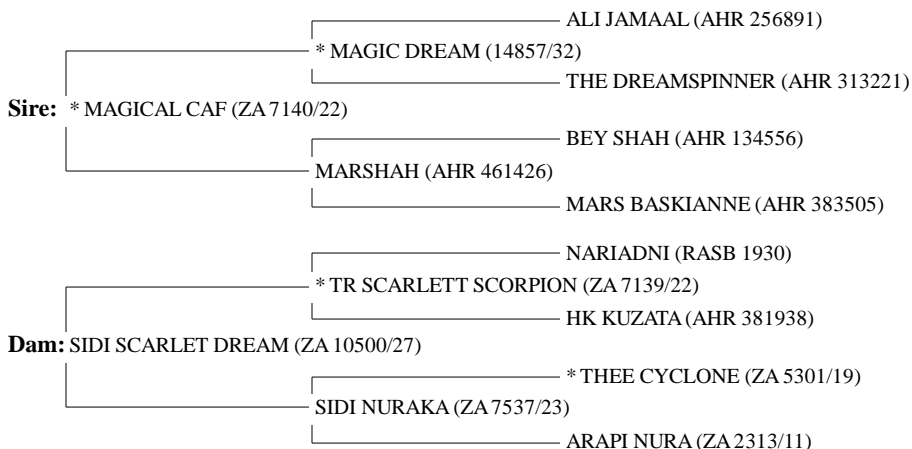 ALI JAMAAL (AHR 256891)
* MAGIC DREAM (14857/32)
THE DREAMSPINNER (AHR 313221)
Sire: * MAGICAL CAF (ZA 7140/22)
BEY SHAH (AHR 134556)
MARSHAH (AHR 461426)
MARS BASKIANNE (AHR 383505)
NARIADNI (RASB 1930)
* TR SCARLETT SCORPION (ZA 7139/22)
HK KUZATA (AHR 381938)
Dam: SIDI SCARLET DREAM (ZA 10500/27)
* THEE CYCLONE (ZA 5301/19)
SIDI NURAKA (ZA 7537/23)
ARAPI NURA (ZA 2313/11)